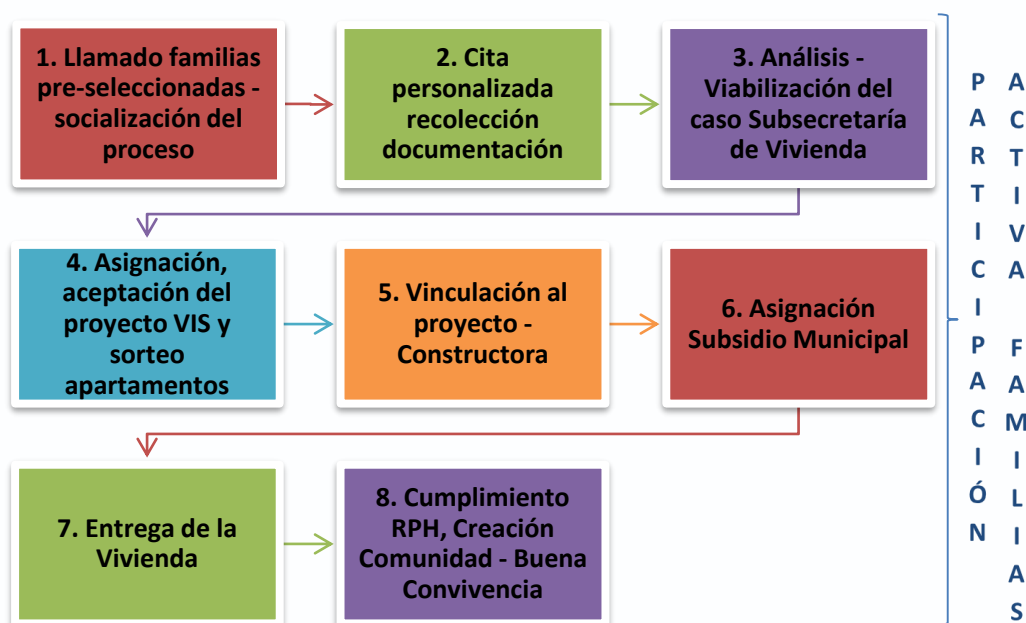 1. Llamado familias
pre-seleccionadas -
socialización del
proceso
2. Cita
personalizada
recolección
documentación
3. Análisis -
Viabilización del
caso Subsecretaría
de Vivienda
4. Asignación,
aceptación del
proyecto VIS y
sorteo
apartamentos
5. Vinculación al
proyecto -
Constructora
6. Asignación
Subsidio Municipal
7. Entrega de la
Vivienda
8. Cumplimiento
RPH, Creación
Comunidad - Buena
Convivencia
PARTICIPACIÓN
ACTIVA FAMILIAS